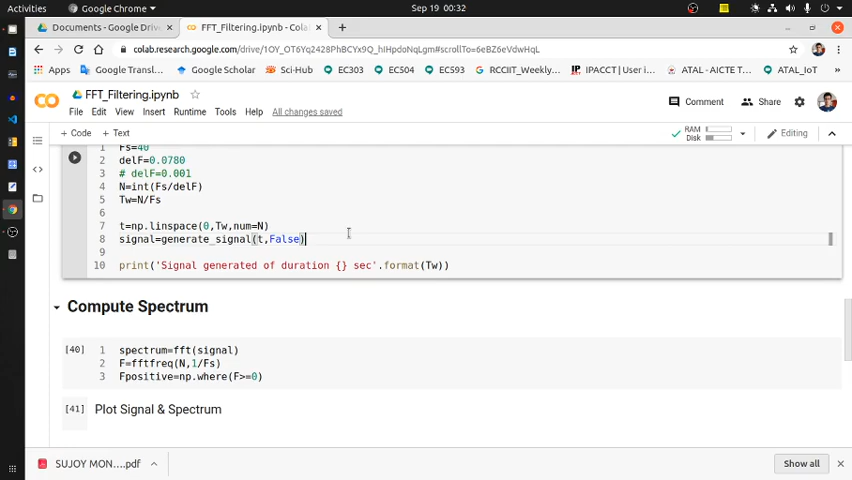 Activities
Google Chrome
Sep 19 00:32
Documents - Google Driv
FFT_Filtering.ipynb - Colab
colab.research.google.com/drive/1OY_OT6Yq2428PhBCYx9Q_hIHpdoNqLgm#scrollTo=6eBZ6eVedwHQL
Apps Google Transl... Google Scholar Sci-Hub EC303 EC504 EC593 RCCIIT_Weekly... IPACCT | User i... ATAL - AICTE T... ATAL_IoT
FFT_Filtering.ipynb
File Edit View Insert Runtime Tools Help All changes saved
Comment Share
+ Code + Text
RAM
Disk
Editing
1 Fs=40
2 delF=0.0780
3 # delF=0.001
4 N=int(Fs/delF)
5 Tw=N/Fs
6
7 t=np.linspace(0,Tw,num=N)
8 signal=generate_signal(t,False)
9
10 print('Signal generated of duration {} sec'.format(Tw))
Compute Spectrum
[40] 1 spectrum=fft(signal)
2 F=fftfreq(N,1/Fs)
3 Fpositive=np.where(F>=0)
[41] Plot Signal & Spectrum
SUJOY MON....pdf
Show all